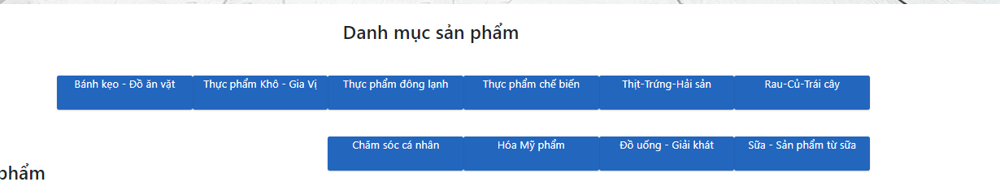 Danh mục sản phẩm
Bánh kẹo - Đồ ăn vặt
Thực phẩm Khô - Gia Vị
Thực phẩm đông lạnh
Thực phẩm chế biến
Thịt-Trứng-Hải sản
Rau-Củ-Trái cây
Chăm sóc cá nhân
Hóa Mỹ phẩm
Đồ uống - Giải khát
Sữa - Sản phẩm từ sữa
phẩm